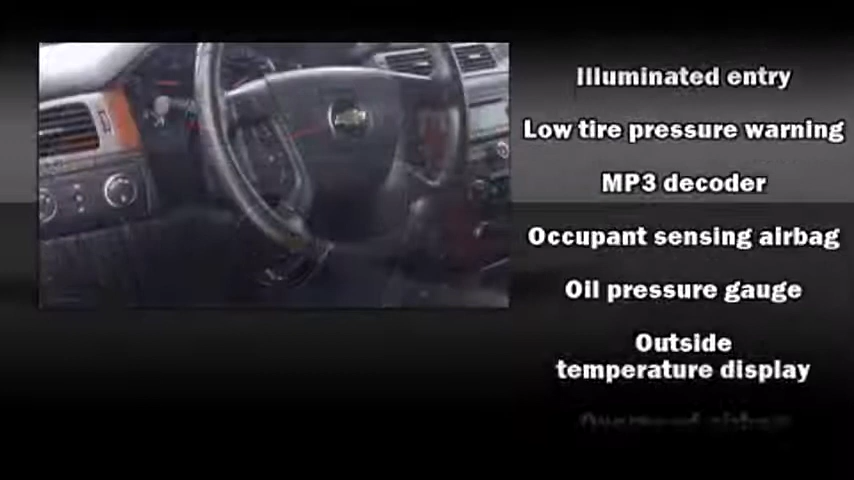 Illuminated entry
Low tire pressure warning
MP3 decoder
Occupant sensing airbag
Oil pressure gauge
Outside
temperature display